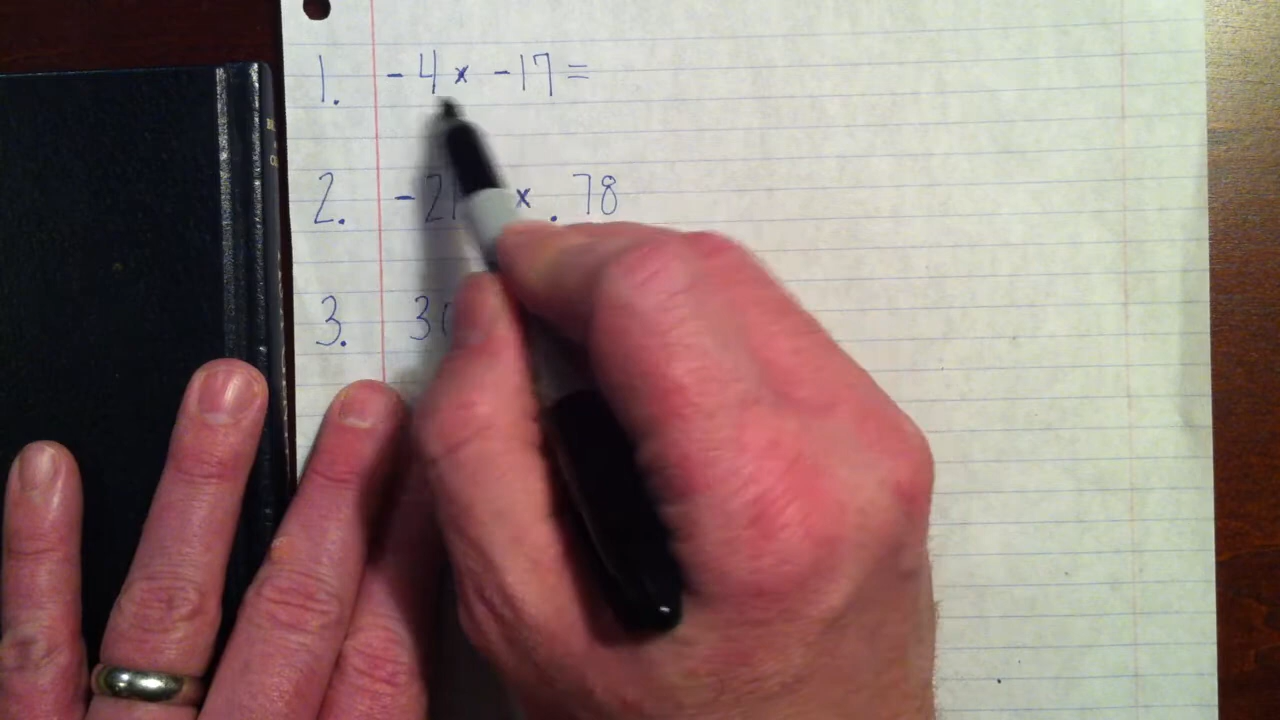 1. -4 x -17 =
2. x .78
3.